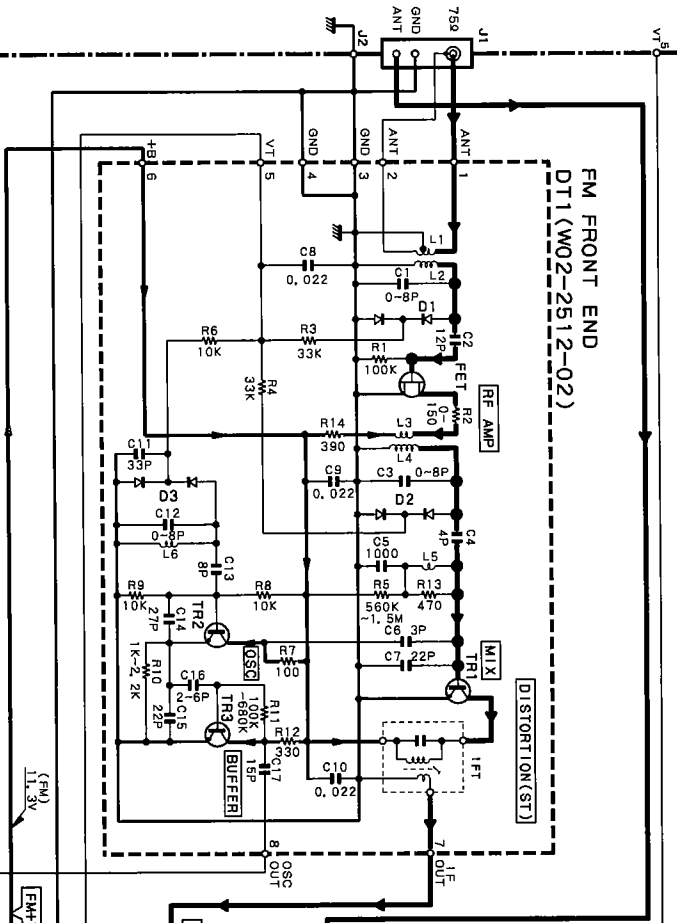 75Ω
GND
ANT
J1
J2
VT5
ANT
1
ANT
2
GND
3
GND
4
VT
5
+B
6
FM FRONT END
DT1(W02-2512-02)
L1
L2
C8
0.022
C1
0~8P
D1
C2
12P
R6
10K
R3
33K
R1
100K
R4
33K
FET
RF AMP
R2
0~
150
R14
390
L3
L4
C11
33P
D3
C9
0.022
C3
0~8P
D2
C4
4P
C12
0~8P
L6
C13
8P
C5
1000
L5
R9
10K
R8
10K
R5
560K
~1.5M
R13
470
C14
27P
TR2
OSC
R7
100
C6
3P
C7
22P
MIX
TR1
R10
1K~2.2K
C16
2~6P
C15
22P
TR3
R11
100K
~680K
R12
330
BUFFER
C17
15P
DISTORTION(ST)
IFT
C10
0.022
8
OSC
OUT
7
IF
OUT
(FM)
11.3V
FM+